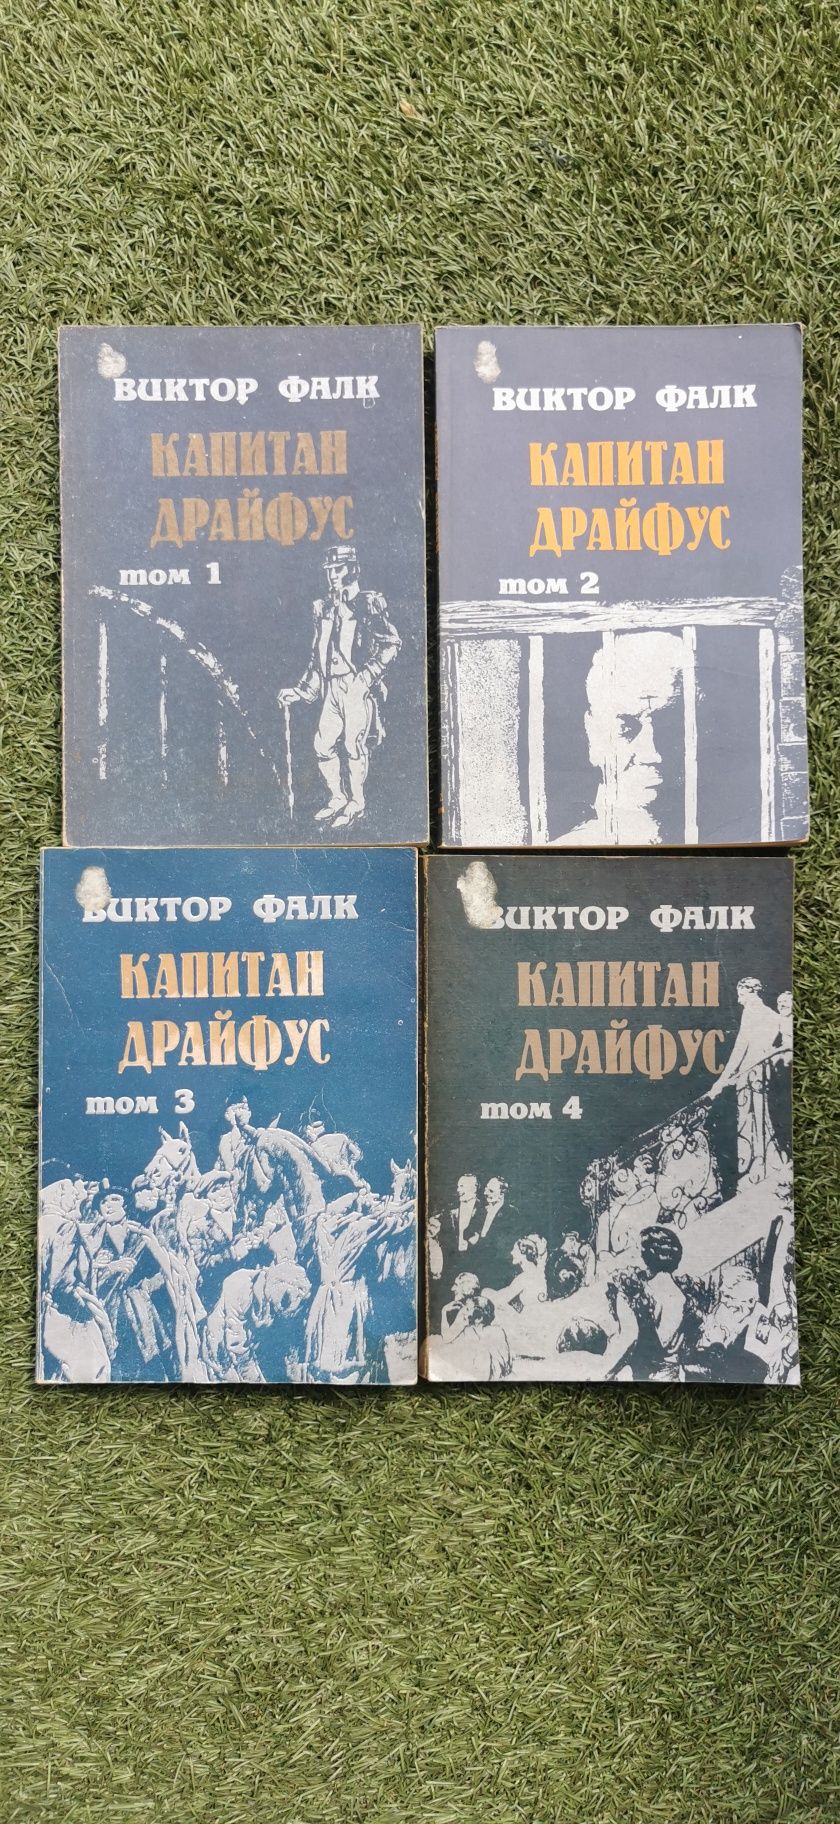 ВИКТОР ФАЛК
КАПИТАН
ДРАЙФУС
том 1
ВИКТОР ФАЛК
КАПИТАН
ДРАЙФУС
том 2
ВИКТОР ФАЛК
КАПИТАН
ДРАЙФУС
том 3
ВИКТОР ФАЛК
КАПИТАН
ДРАЙФУС
том 4